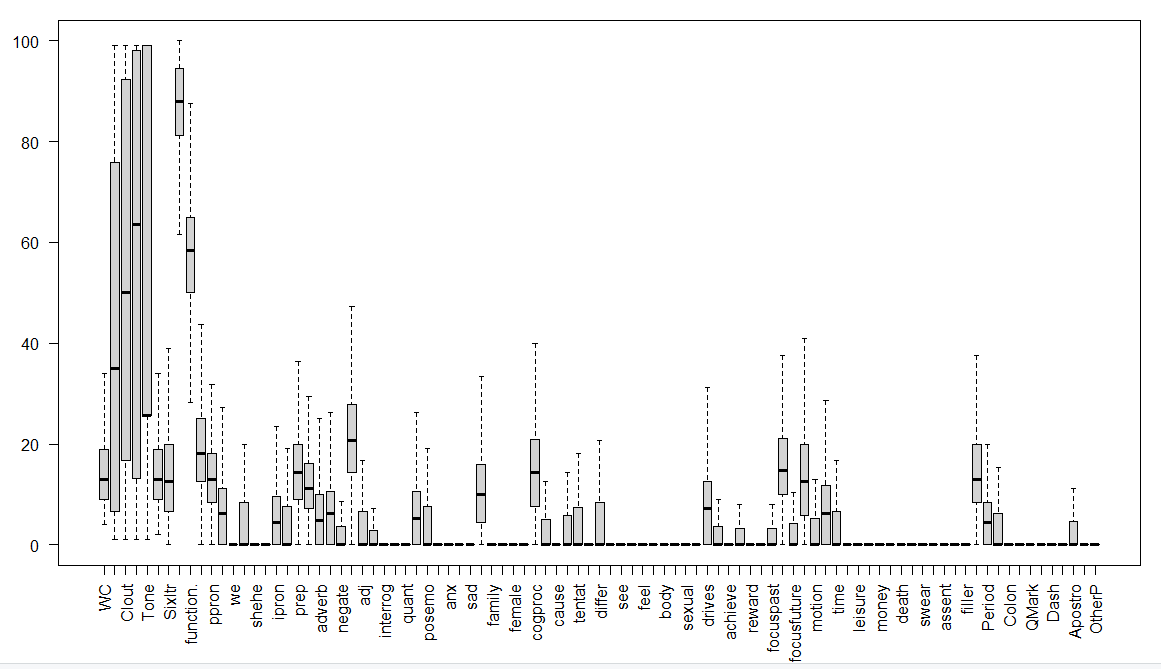 100
80
60
40
20
0
WC
Clout
Tone
Sixltr
function.
ppron
we
shehe
ipron
prep
adverb
negate
adj
interrog
quant
posemo
anx
sad
family
female
cogproc
cause
tentat
differ
see
feel
body
sexual
drives
achieve
reward
focuspast
focusfuture
motion
time
leisure
money
death
swear
assent
filler
Period
Colon
QMark
Dash
Apostro
OtherP